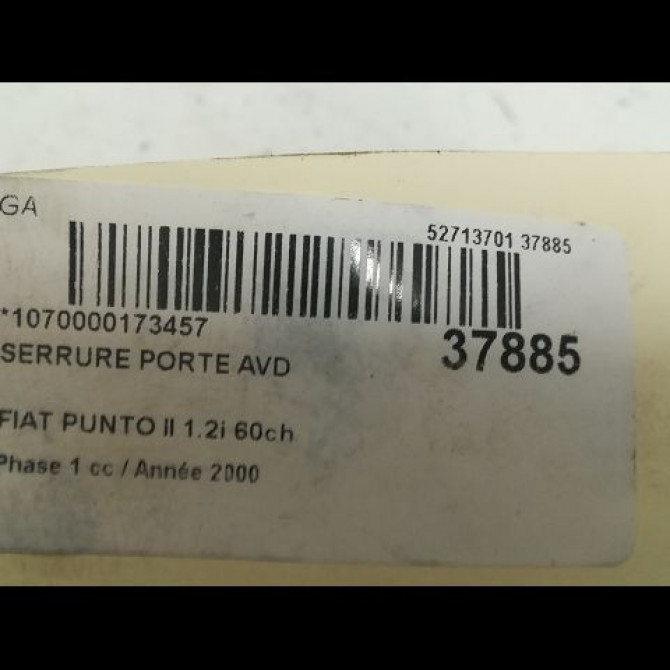 GA
52713701 37885
*1070000173457
37885
SERRURE PORTE AVD
FIAT PUNTO II 1.2i 60ch
Phase 1 cc / Année 2000